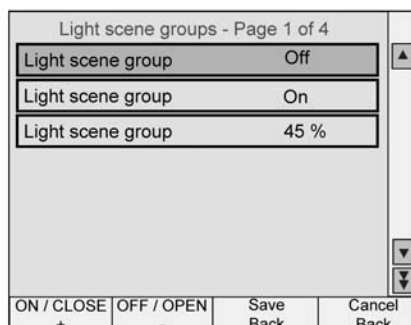 Light scene groups - Page 1 of 4
Light scene group Off
Light scene group On
Light scene group 45 %
ON / CLOSE OFF / OPEN Save Cancel
+ - Back Back